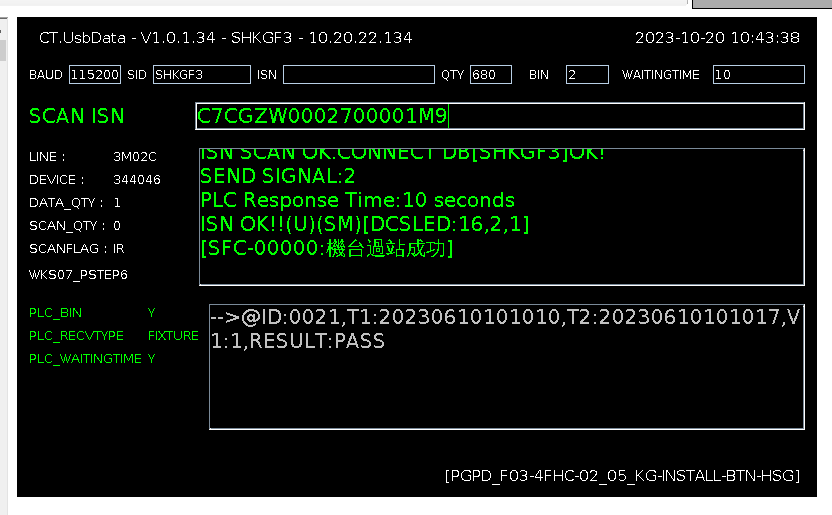 CT.UsbData - V1.0.1.34 - SHKGF3 - 10.20.22.134 2023-10-20 10:43:38
BAUD 115200 SID SHKGF3 ISN QTY 680 BIN 2 WAITINGTIME 10
SCAN ISN C7CGZW0002700001M9
ISN SCAN OK.CONNECT DB[SHKGF3]OK!
SEND SIGNAL:2
PLC Response Time:10 seconds
ISN OK!!(U)(SM)[DCSLED:16,2,1]
[SFC-00000:機台過站成功]
LINE : 3M02C
DEVICE : 344046
DATA_QTY : 1
SCAN_QTY : 0
SCANFLAG : IR
WKS07_PSTEP6
PLC_BIN Y
PLC_RECVTYPE FIXTURE
PLC_WAITINGTIME Y
-->@ID:0021,T1:20230610101010,T2:20230610101017,V
1:1,RESULT:PASS
[PGPD_F03-4FHC-02_05_KG-INSTALL-BTN-HSG]